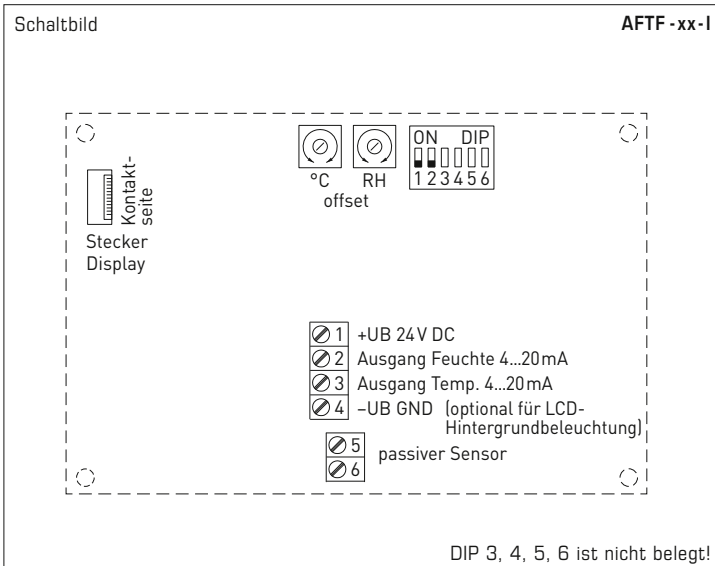 Schaltbild
AFTF-xx-I
ON DIP
1 2 3 4 5 6
°C RH
offset
Kontakt-
seite
Stecker
Display
1 +UB 24V DC
2 Ausgang Feuchte 4...20mA
3 Ausgang Temp. 4...20mA
4 –UB GND (optional für LCD-
Hintergrundbeleuchtung)
5
passiver Sensor
6
DIP 3, 4, 5, 6 ist nicht belegt!